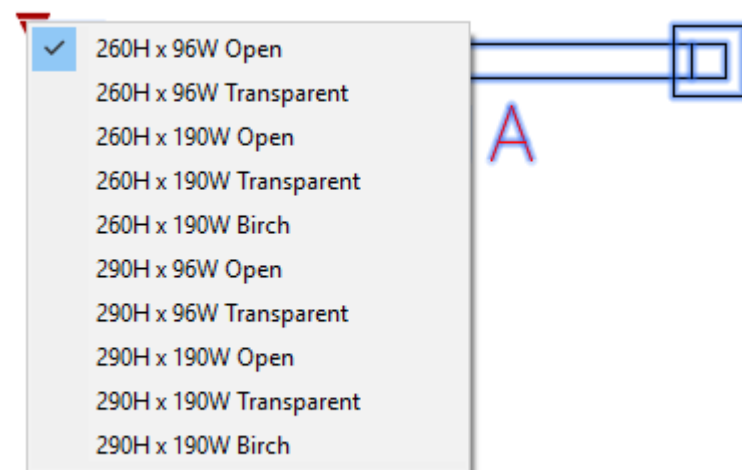 260H x 96W Open
260H x 96W Transparent
260H x 190W Open
260H x 190W Transparent
260H x 190W Birch
290H x 96W Open
290H x 96W Transparent
290H x 190W Open
290H x 190W Transparent
290H x 190W Birch
A